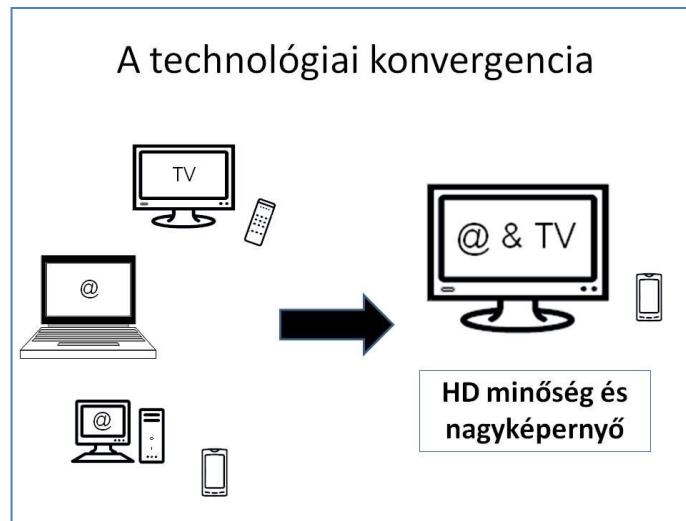 A technológiai konvergencia
TV
@
@
@ & TV
HD minőség és
nagyképernyő